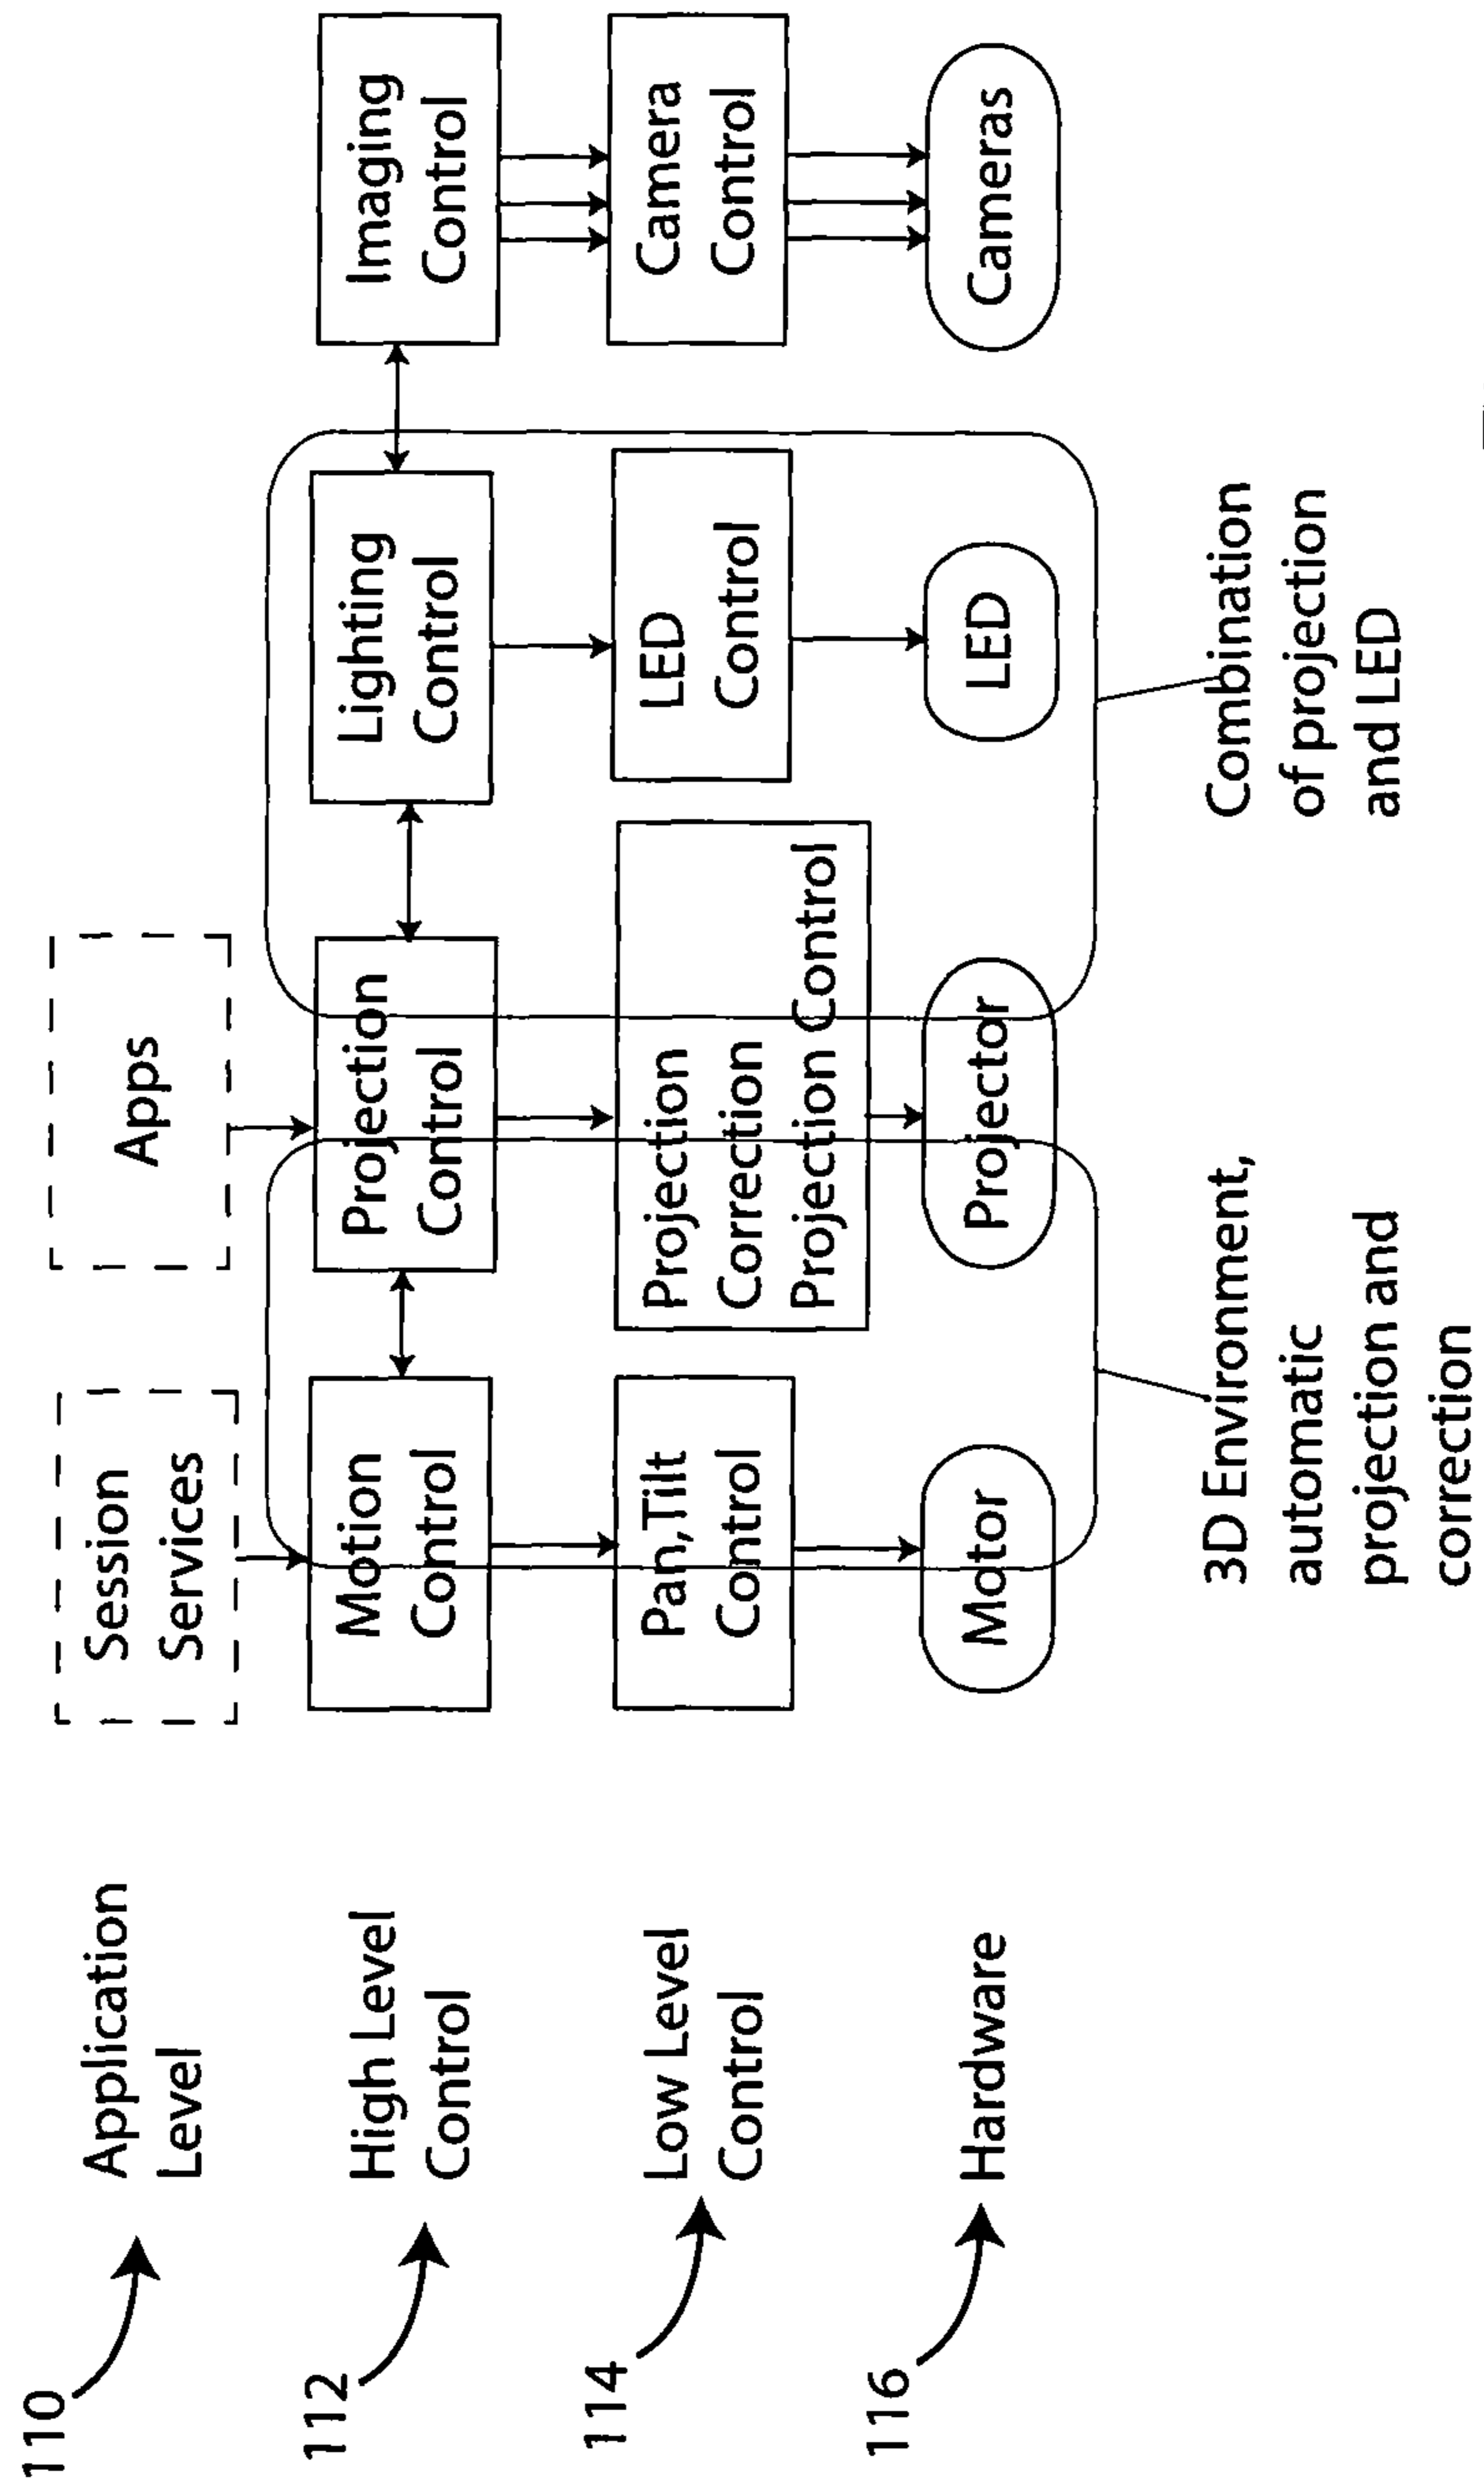 110
Application
Level
Session
Services
Apps
112
High Level
Control
Motion
Control
Projection
Control
Lighting
Control
Imaging
Control
114
Low Level
Control
Pan,Tilt
Control
Projection
Correction
Projection Control
LED
Control
Camera
Control
116
Hardware
Motor
Projector
LED
Cameras
3D Environment,
automatic
projection and
correction
Combination
of projection
and LED